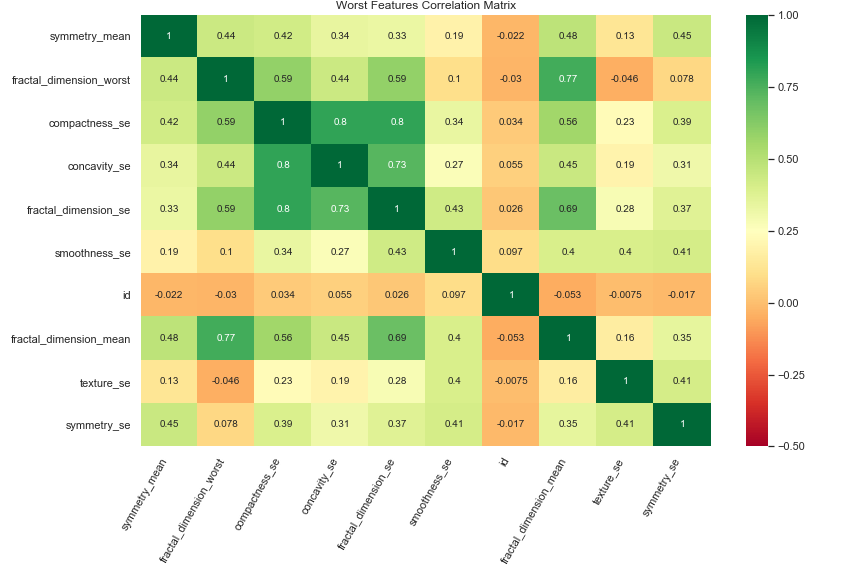 Worst Features Correlation Matrix
symmetry_mean 1 0.44 0.42 0.34 0.33 0.19 -0.022 0.48 0.13 0.45
fractal_dimension_worst 0.44 1 0.59 0.44 0.59 0.1 -0.03 0.77 -0.046 0.078
compactness_se 0.42 0.59 1 0.8 0.8 0.34 0.034 0.56 0.23 0.39
concavity_se 0.34 0.44 0.8 1 0.73 0.27 0.055 0.45 0.19 0.31
fractal_dimension_se 0.33 0.59 0.8 0.73 1 0.43 0.026 0.69 0.28 0.37
smoothness_se 0.19 0.1 0.34 0.27 0.43 1 0.097 0.4 0.4 0.41
id -0.022 -0.03 0.034 0.055 0.026 0.097 1 -0.053 -0.0075 -0.017
fractal_dimension_mean 0.48 0.77 0.56 0.45 0.69 0.4 -0.053 1 0.16 0.35
texture_se 0.13 -0.046 0.23 0.19 0.28 0.4 -0.0075 0.16 1 0.41
symmetry_se 0.45 0.078 0.39 0.31 0.37 0.41 -0.017 0.35 0.41 1
symmetry_mean
fractal_dimension_worst
compactness_se
concavity_se
fractal_dimension_se
smoothness_se
id
fractal_dimension_mean
texture_se
symmetry_se
1.00
0.75
0.50
0.25
0.00
−0.25
−0.50